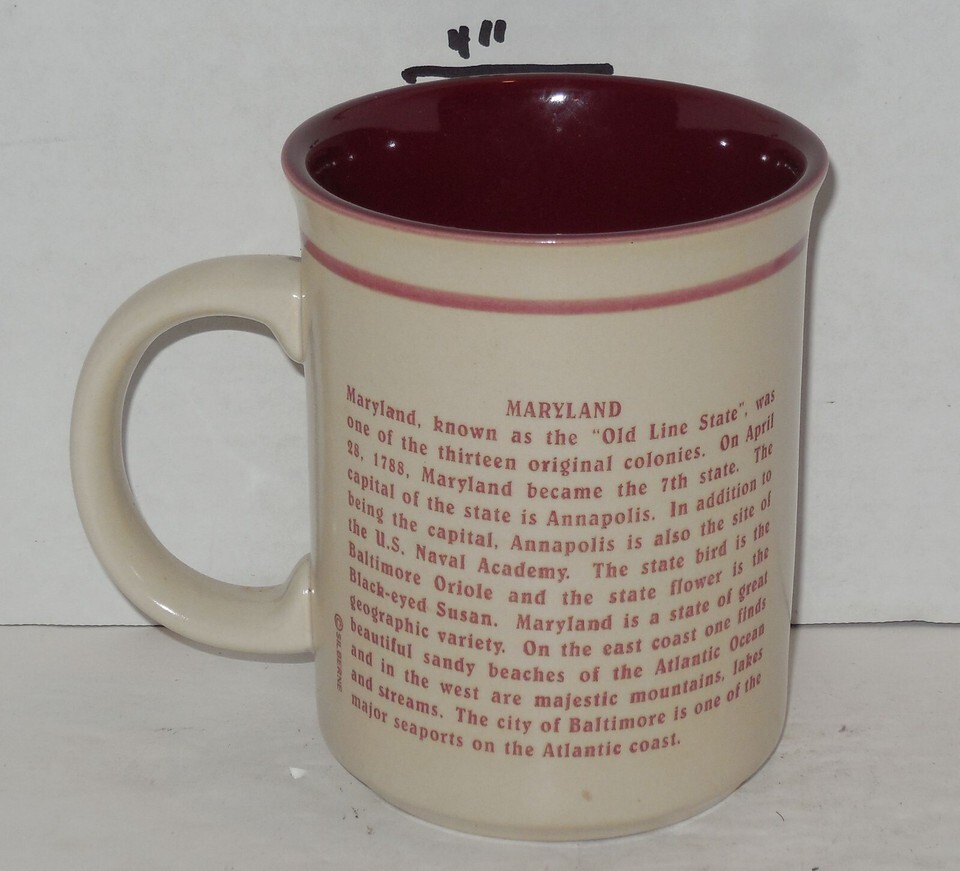 4"
MARYLAND
Maryland, known as the "Old Line State", was
one of the thirteen original colonies. On April
28, 1788, Maryland became the 7th state. The
capital of the state is Annapolis. In addition to
being the capital, Annapolis is also the site of
the U.S. Naval Academy. The state bird is the
Baltimore Oriole and the state flower is the
Black-eyed Susan. Maryland is a state of great
geographic variety. On the east coast one finds
beautiful sandy beaches of the Atlantic Ocean
and in the west are majestic mountains, lakes
and streams. The city of Baltimore is one of the
major seaports on the Atlantic coast.
©SILBERNE